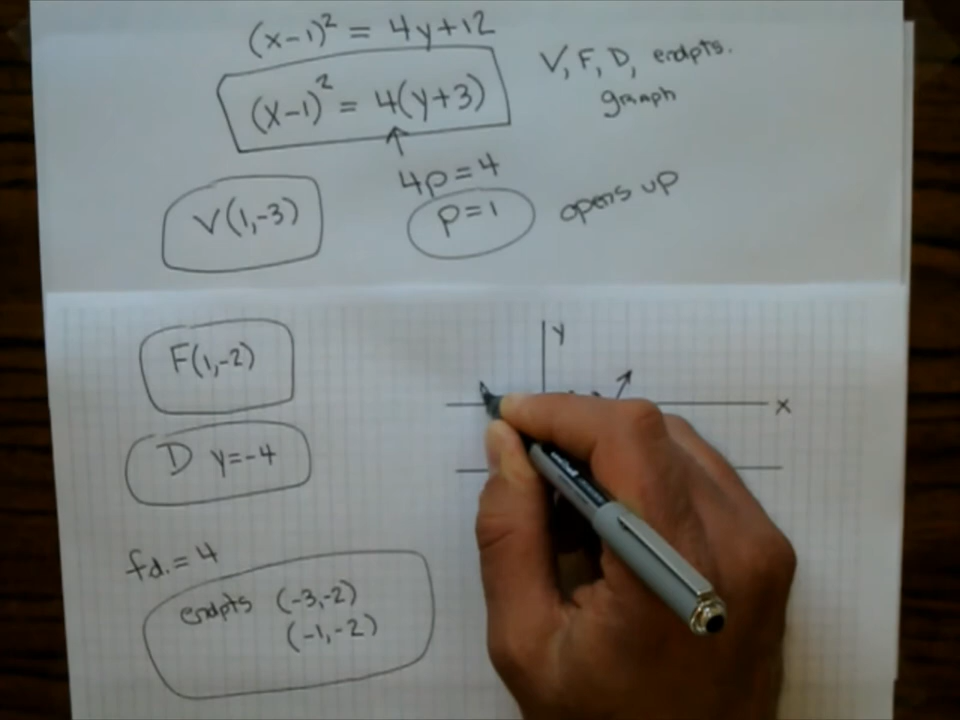 (x-1)² = 4y+12
(x-1)² = 4(y+3)
V, F, D, endpts.
graph
4p = 4
V(1,-3)
p=1
opens up
F(1,-2)
y
x
D y=-4
fd. = 4
endpts (-3,-2)
(-1,-2)